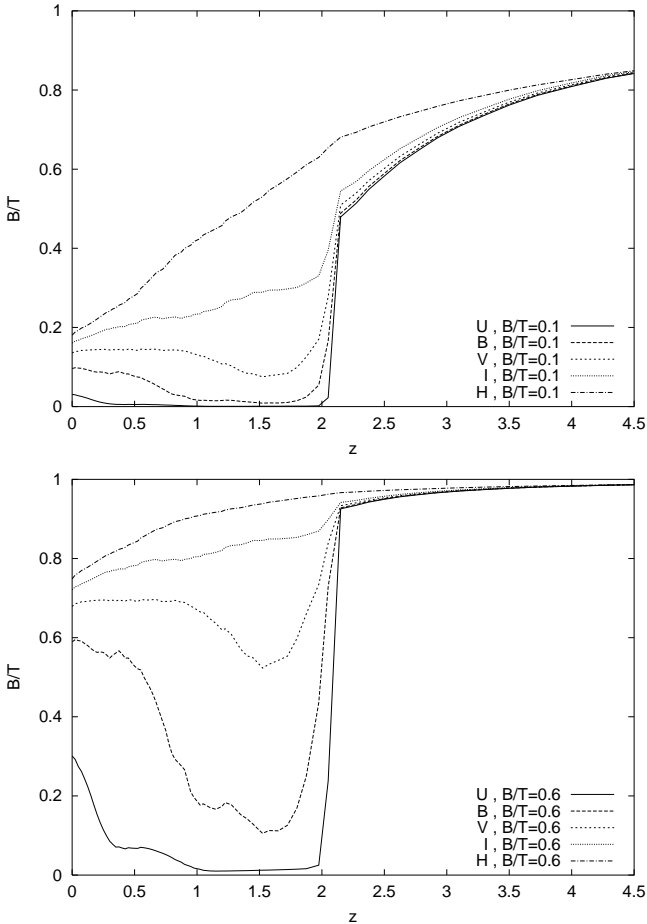 1
0.8
0.6
0.4
0.2
0
B/T
U , B/T=0.1
B , B/T=0.1
V , B/T=0.1
I , B/T=0.1
H , B/T=0.1
0 0.5 1 1.5 2 2.5 3 3.5 4 4.5
z
1
0.8
0.6
0.4
0.2
0
B/T
U , B/T=0.6
B , B/T=0.6
V , B/T=0.6
I , B/T=0.6
H , B/T=0.6
0 0.5 1 1.5 2 2.5 3 3.5 4 4.5
z